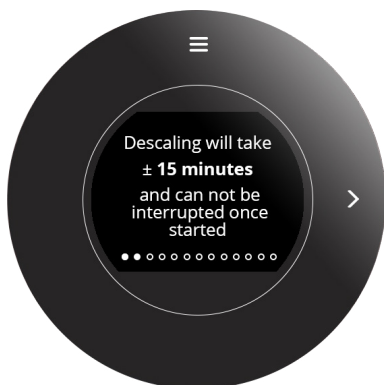 Descaling will take
± 15 minutes
and can not be
interrupted once
started